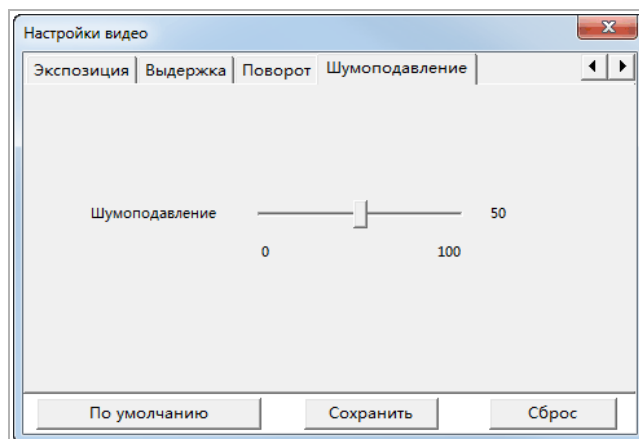 Настройки видео
Экспозиция Выдержка Поворот Шумоподавление
Шумоподавление 50
0 100
По умолчанию Сохранить Сброс